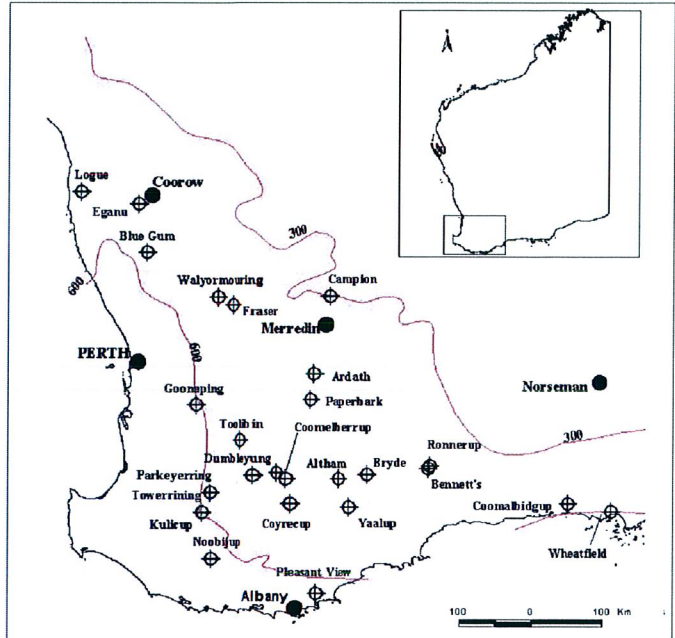 Logue
Coorow
Eganu
Blue Gum
300
600
Walyormouring
Campion
Fraser
Merredin
PERTH
600
Ardath
Norseman
Goonaping
Paperbark
Toolibin
Coomelberrup
300
Ronnerup
Dumbleyung
Altham
Bryde
Parkeyerring
Bennett's
Towerrining
Coomalbidgup
Kulicup
Coyrecup
Yaalup
Noobijup
Wheatfield
Pleasant View
Albany
100 0 100 Km